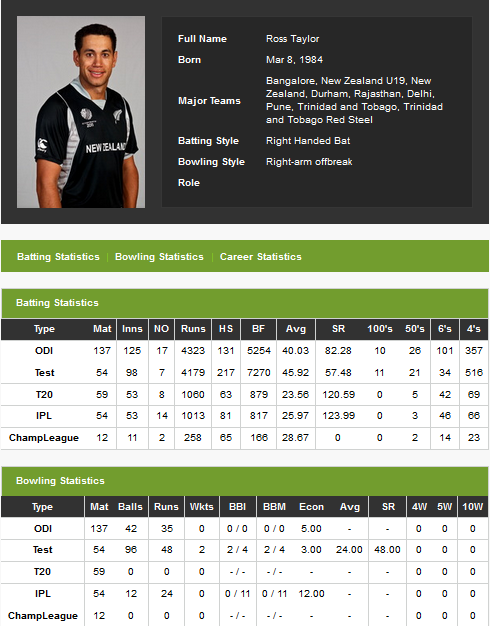 Full Name Ross Taylor
Born Mar 8, 1984
Major Teams Bangalore, New Zealand U19, New
Zealand, Durham, Rajasthan, Delhi,
Pune, Trinidad and Tobago, Trinidad
and Tobago Red Steel
Batting Style Right Handed Bat
Bowling Style Right-arm offbreak
Role
NEW ZEALAND
Batting Statistics | Bowling Statistics | Career Statistics
Batting Statistics
Type Mat Inns NO Runs HS BF Avg SR 100's 50's 6's 4's
ODI 137 125 17 4323 131 5254 40.03 82.28 10 26 101 357
Test 54 98 7 4179 217 7270 45.92 57.48 11 21 34 516
T20 59 53 8 1060 63 879 23.56 120.59 0 5 42 69
IPL 54 53 14 1013 81 817 25.97 123.99 0 3 46 66
ChampLeague 12 11 2 258 65 166 28.67 0 0 2 14 23
Bowling Statistics
Type Mat Balls Runs Wkts BBI BBM Econ Avg SR 4W 5W 10W
ODI 137 42 35 0 0 / 0 0 / 0 5.00 - - 0 0 0
Test 54 96 48 2 2 / 4 2 / 4 3.00 24.00 48.00 0 0 0
T20 59 0 0 0 - / - - / - - - - 0 0 0
IPL 54 12 24 0 0 / 11 0 / 11 12.00 - - 0 0 0
ChampLeague 12 0 0 0 - / - - / - - - - 0 0 0